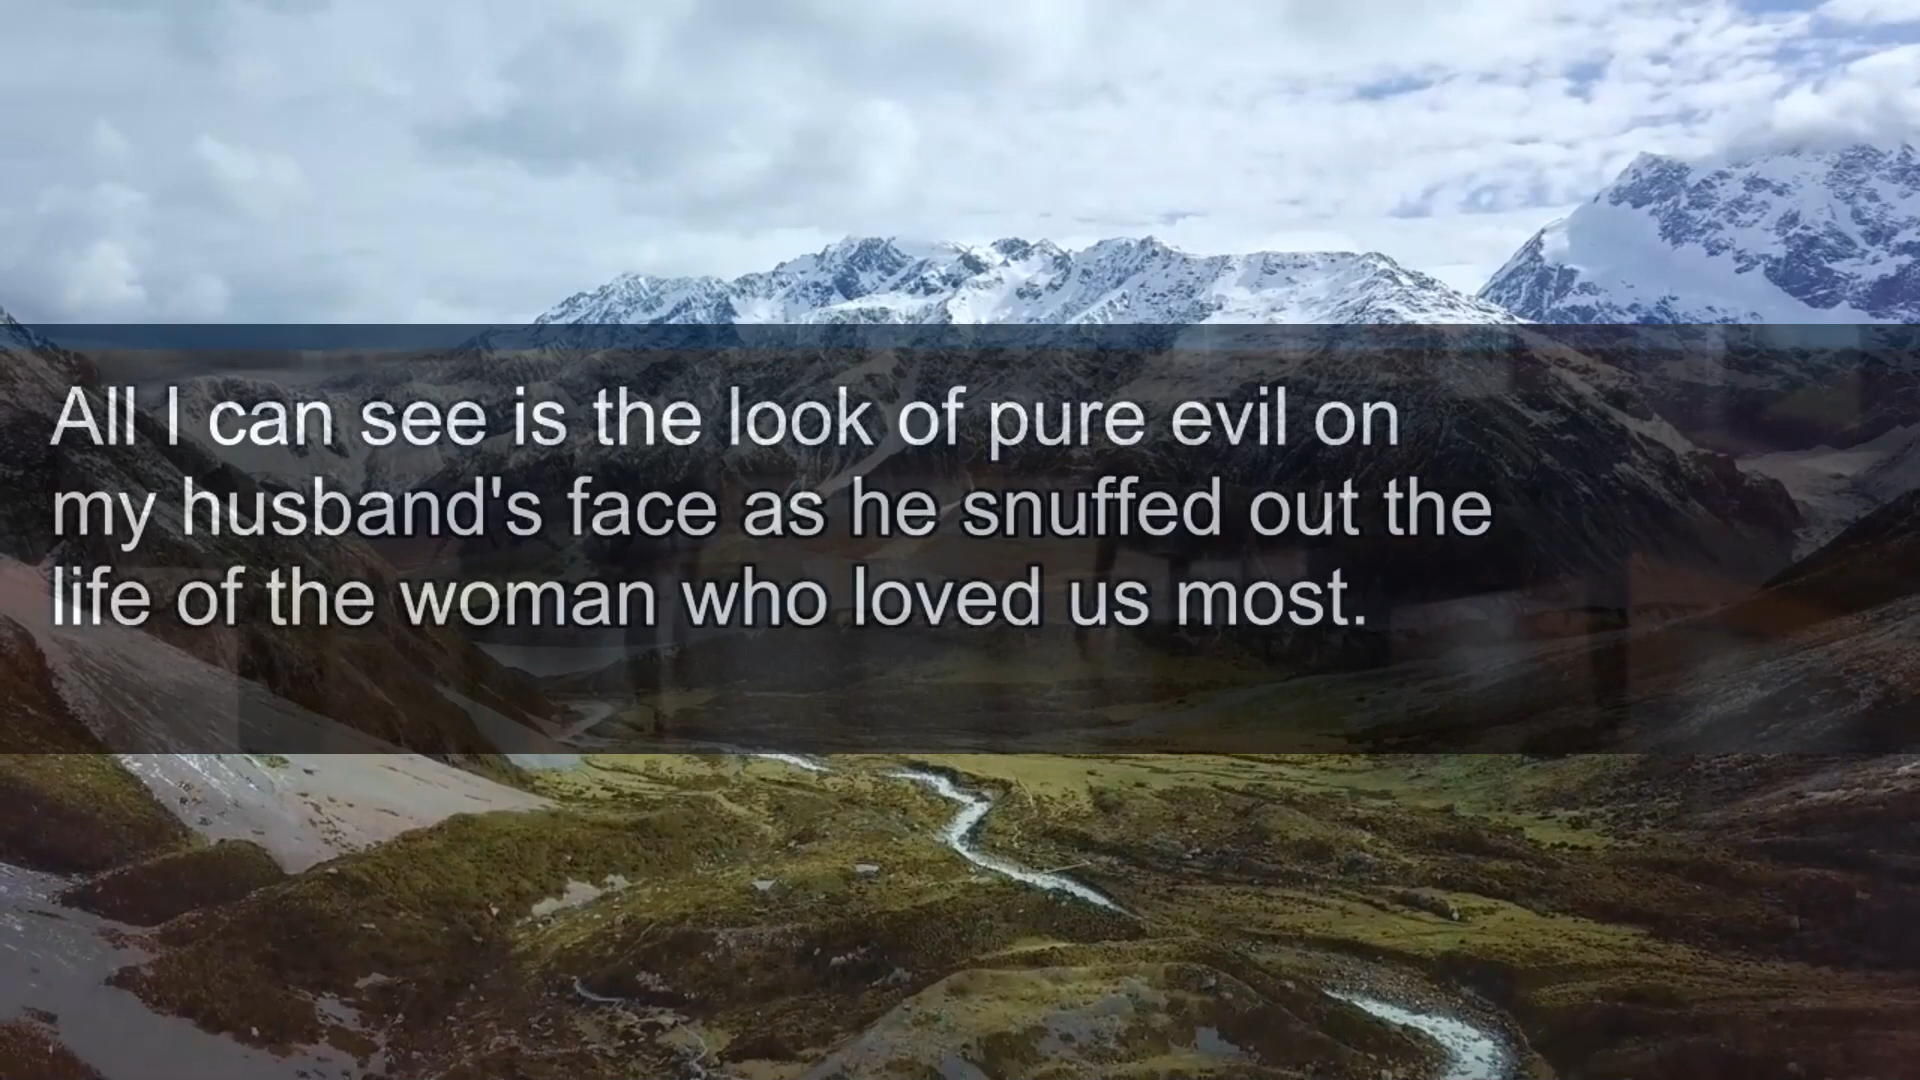 All I can see is the look of pure evil on
my husband's face as he snuffed out the
life of the woman who loved us most.